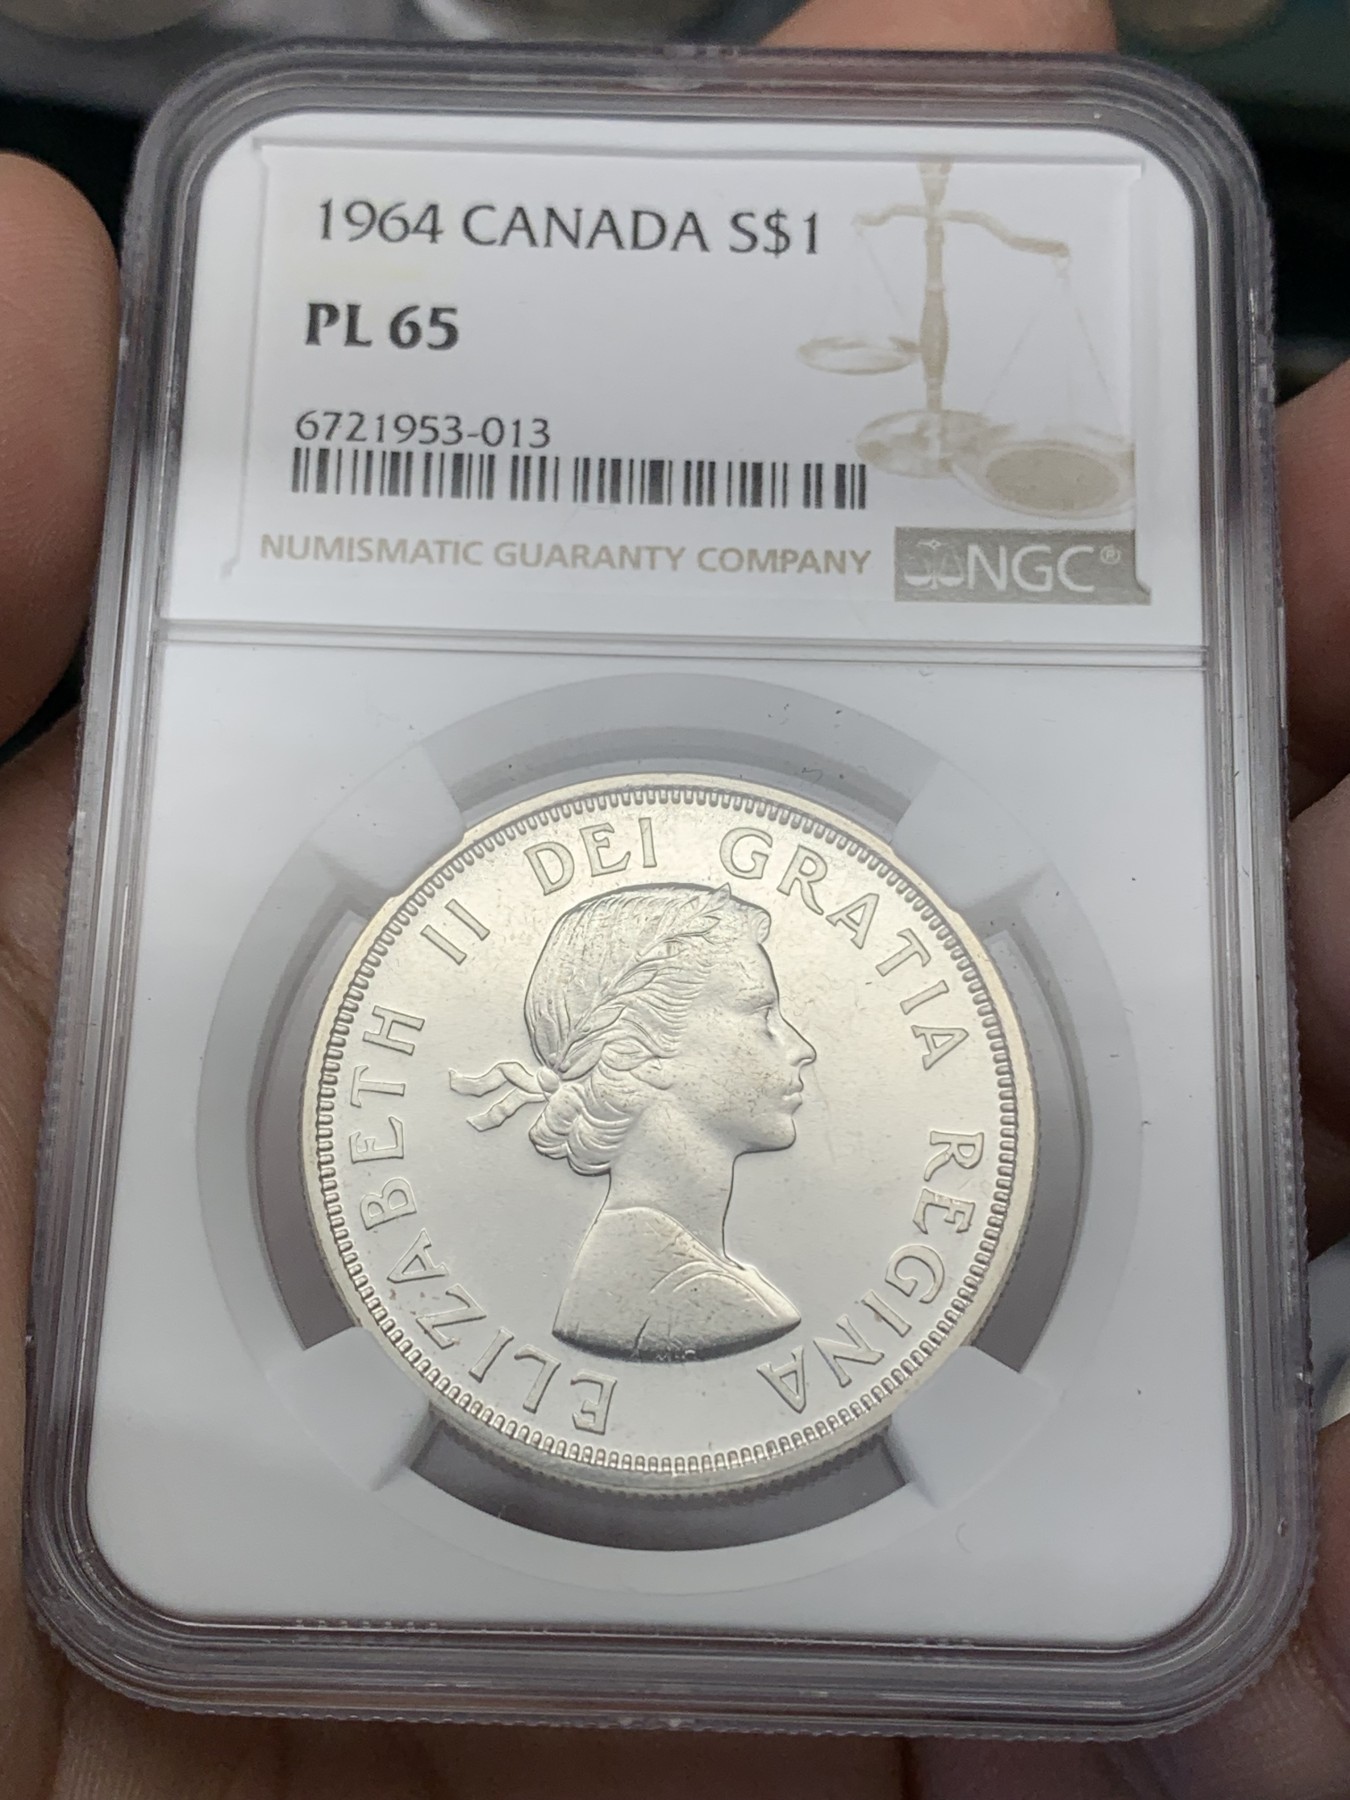 1964 CANADA S$1
PL 65
6721953-013
NUMISMATIC GUARANTY COMPANY NGC®
ELIZABETH II DEI GRATIA REGINA